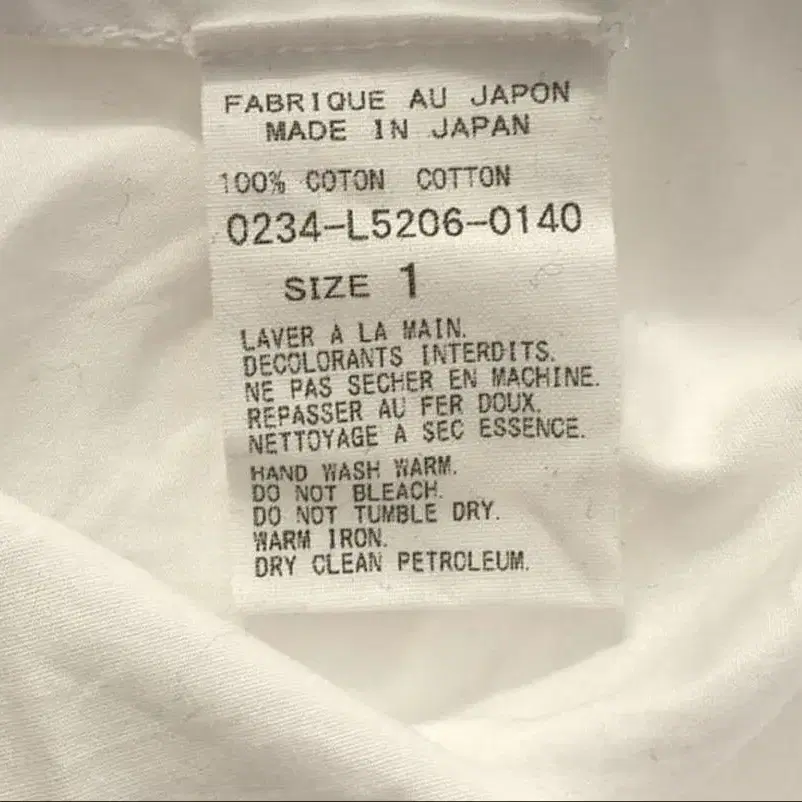 FABRIQUE AU JAPON
MADE IN JAPAN
100% COTON COTTON
0234-L5206-0140
SIZE 1
LAVER A LA MAIN.
DECOLORANTS INTERDITS.
NE PAS SECHER EN MACHINE.
REPASSER AU FER DOUX.
NETTOYAGE A SEC ESSENCE.
HAND WASH WARM.
DO NOT BLEACH.
DO NOT TUMBLE DRY.
WARM IRON.
DRY CLEAN PETROLEUM.